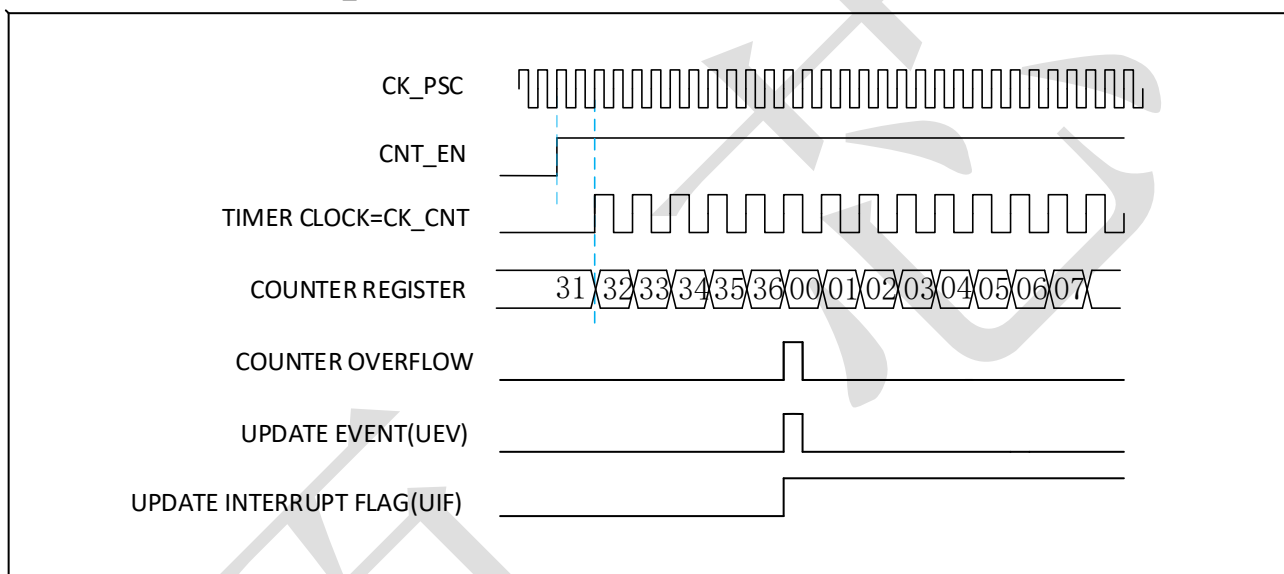 CK_PSC
CNT_EN
TIMER CLOCK=CK_CNT
COUNTER REGISTER 31 32 33 34 35 36 00 01 02 03 04 05 06 07
COUNTER OVERFLOW
UPDATE EVENT(UEV)
UPDATE INTERRUPT FLAG(UIF)